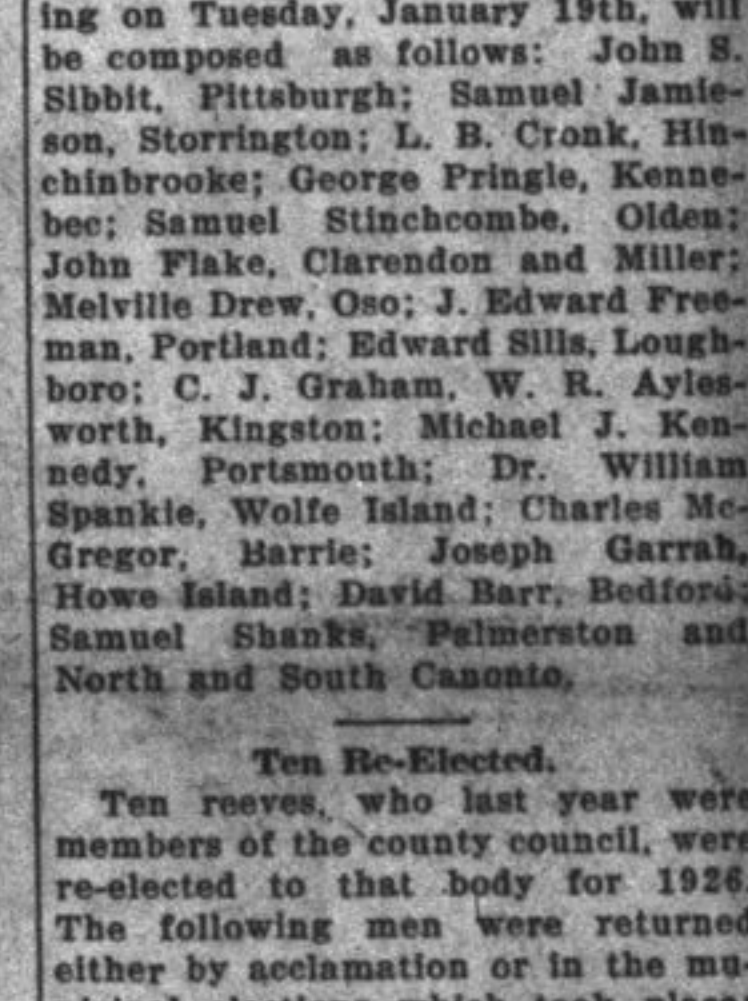 ing on Tuesday, January 19th, will
be composed as follows: John S.
Sibbit, Pittsburgh; Samuel Jamie-
son, Storrington; L. B. Cronk, Hin-
chinbrooke; George Pringle, Kenne-
bec; Samuel Stinchcombe, Olden;
John Flake, Clarendon and Miller;
Melville Drew, Oso; J. Edward Free-
man, Portland; Edward Sills, Lough-
boro; C. J. Graham, W. R. Ayles-
worth, Kingston; Michael J. Ken-
nedy, Portsmouth; Dr. William
Spankie, Wolfe Island; Charles Mc-
Gregor, Barrie; Joseph Garrah,
Howe Island; David Barr, Bedford;
Samuel Shanks, Palmerston and
North and South Canonto.
Ten Re-Elected.
Ten reeves, who last year were
members of the county council, were
re-elected to that body for 1926.
The following men were returned
either by acclamation or in the mu-